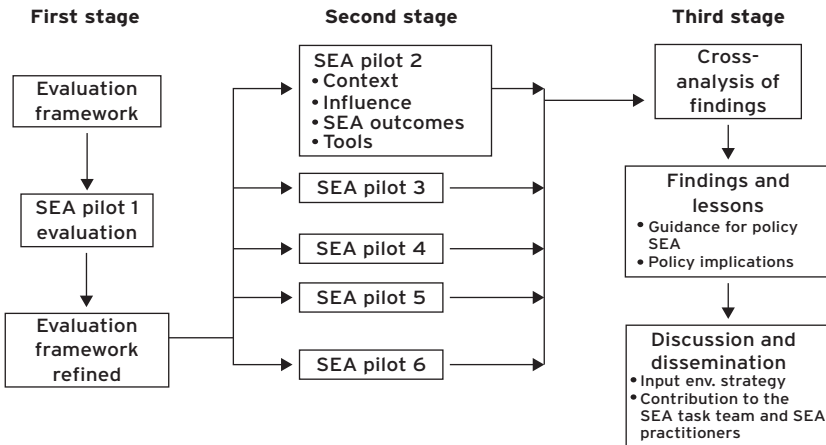 First stage
Second stage
Third stage
Evaluation
framework
SEA pilot 1
evaluation
Evaluation
framework
refined
SEA pilot 2
• Context
• Influence
• SEA outcomes
• Tools
SEA pilot 3
SEA pilot 4
SEA pilot 5
SEA pilot 6
Cross-
analysis of
findings
Findings and
lessons
• Guidance for policy
SEA
• Policy implications
Discussion and
dissemination
• Input env. strategy
• Contribution to the
SEA task team and SEA
practitioners